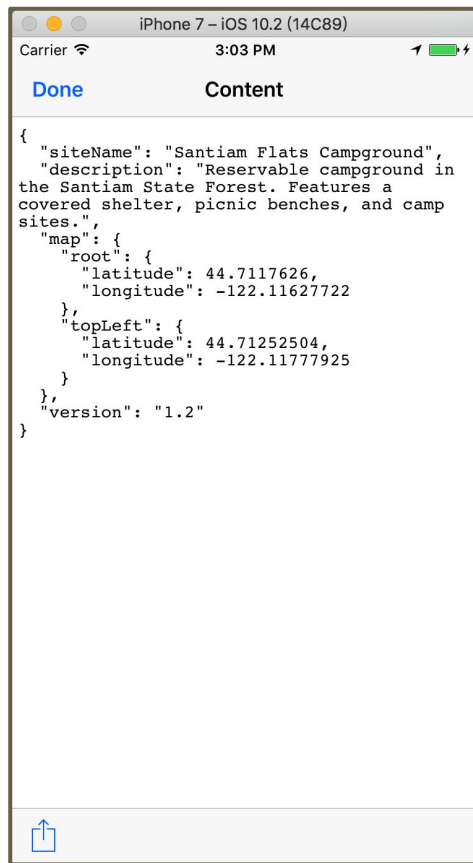 iPhone 7 – iOS 10.2 (14C89)
Carrier 3:03 PM
Done Content
{
  "siteName": "Santiam Flats Campground",
  "description": "Reservable campground in
the Santiam State Forest. Features a
covered shelter, picnic benches, and camp
sites.",
  "map": {
    "root": {
      "latitude": 44.7117626,
      "longitude": -122.11627722
    },
    "topLeft": {
      "latitude": 44.71252504,
      "longitude": -122.11777925
    }
  },
  "version": "1.2"
}